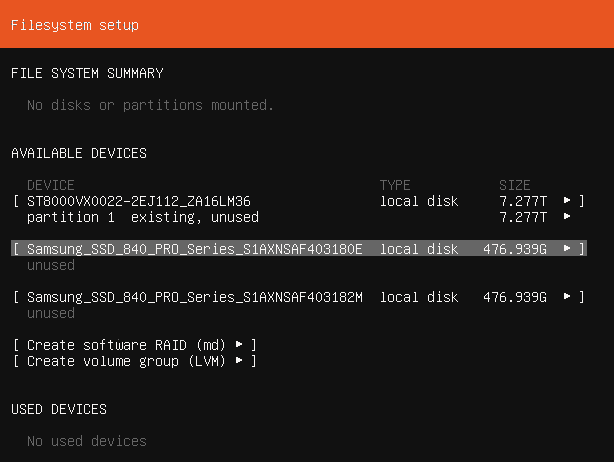 Filesystem setup
FILE SYSTEM SUMMARY
No disks or partitions mounted.
AVAILABLE DEVICES
DEVICE TYPE SIZE
[ ST8000VX0022-2EJ112_ZA16LM36 local disk 7.277T ▸ ]
partition 1 existing, unused 7.277T ▸
[ Samsung_SSD_840_PRO_Series_S1AXNSAF403180E local disk 476.939G ▸ ]
unused
[ Samsung_SSD_840_PRO_Series_S1AXNSAF403182M local disk 476.939G ▸ ]
unused
[ Create software RAID (md) ▸ ]
[ Create volume group (LVM) ▸ ]
USED DEVICES
No used devices